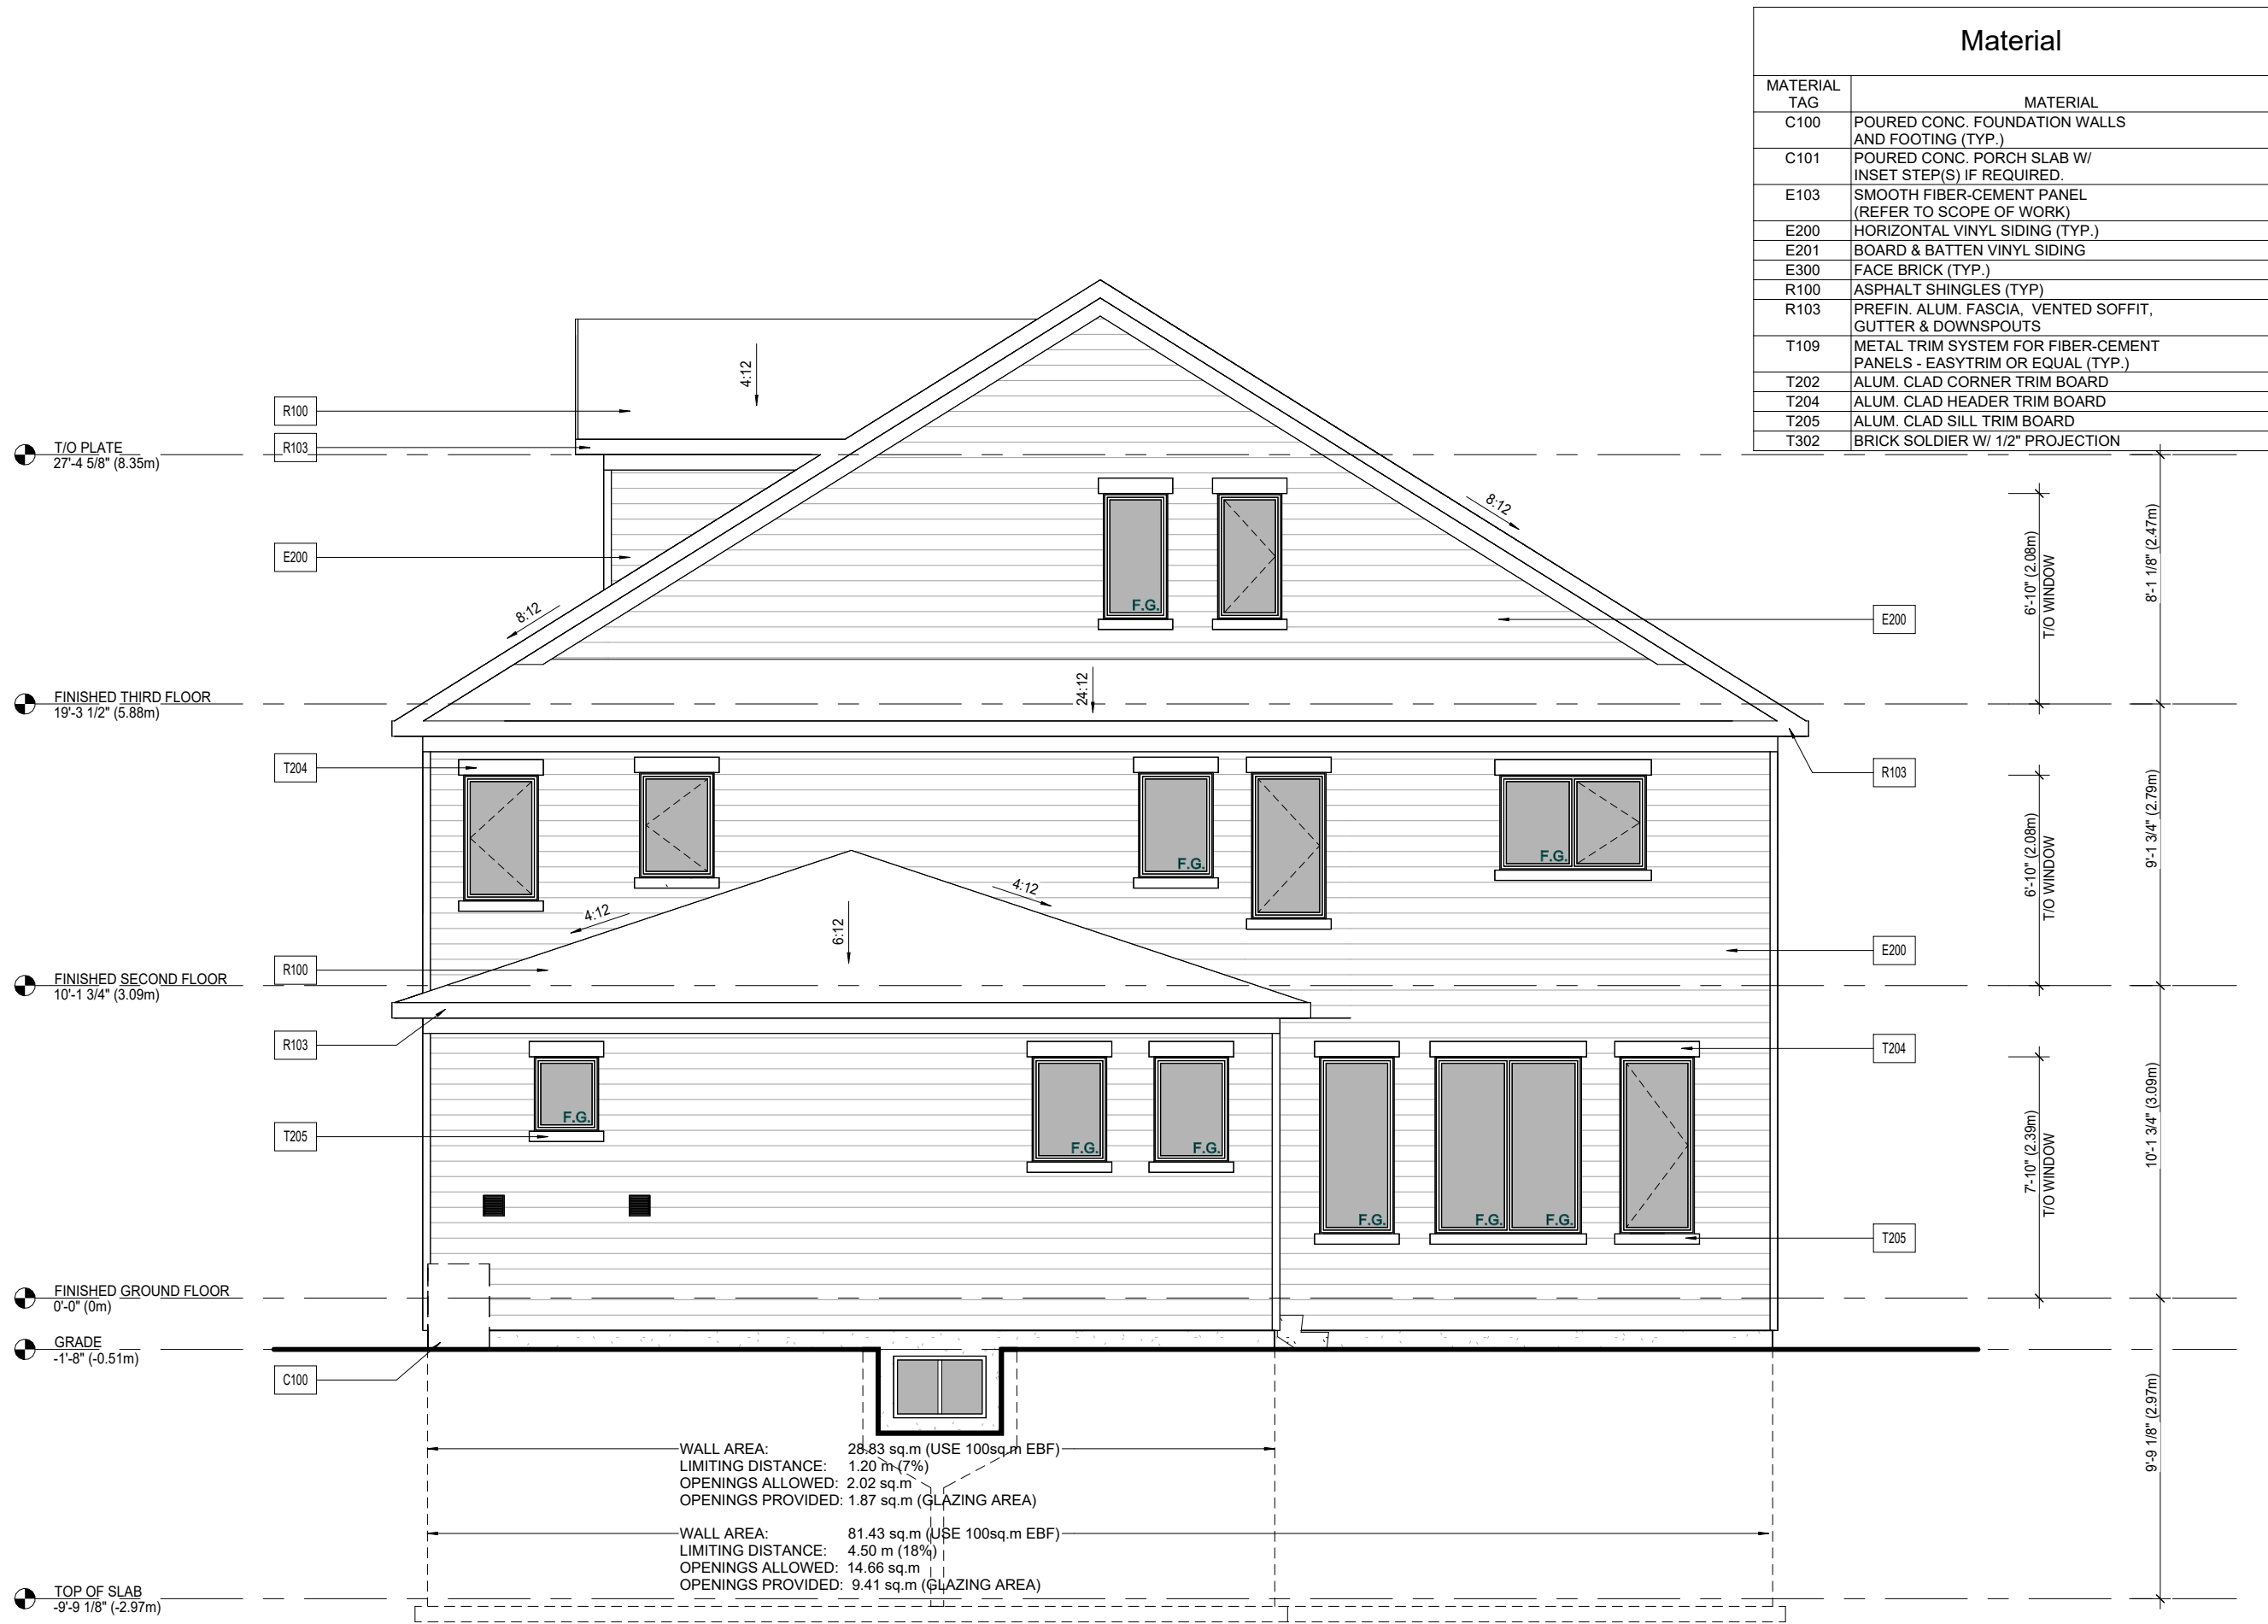 Material
MATERIAL
TAG
MATERIAL
C100 POURED CONC. FOUNDATION WALLS
AND FOOTING (TYP.)
C101 POURED CONC. PORCH SLAB W/
INSET STEP(S) IF REQUIRED.
E103 SMOOTH FIBER-CEMENT PANEL
(REFER TO SCOPE OF WORK)
E200 HORIZONTAL VINYL SIDING (TYP.)
E201 BOARD & BATTEN VINYL SIDING
E300 FACE BRICK (TYP.)
R100 ASPHALT SHINGLES (TYP)
R103 PREFIN. ALUM. FASCIA, VENTED SOFFIT,
GUTTER & DOWNSPOUTS
T109 METAL TRIM SYSTEM FOR FIBER-CEMENT
PANELS - EASYTRIM OR EQUAL (TYP.)
T202 ALUM. CLAD CORNER TRIM BOARD
T204 ALUM. CLAD HEADER TRIM BOARD
T205 ALUM. CLAD SILL TRIM BOARD
T302 BRICK SOLDIER W/ 1/2" PROJECTION
4:12
R100
R103
T/O PLATE
27'-4 5/8" (8.35m)
8:12
E200
F.G.
8:12
E200
6'-10" (2.08m)
T/O WINDOW
8'-1 1/8" (2.47m)
24:12
FINISHED THIRD FLOOR
19'-3 1/2" (5.88m)
T204
R103
F.G.
F.G.
6'-10" (2.08m)
T/O WINDOW
9'-1 3/4" (2.79m)
4:12
4:12
6:12
E200
R100
FINISHED SECOND FLOOR
10'-1 3/4" (3.09m)
R103
T204
F.G.
T205
F.G.
F.G.
7'-10" (2.39m)
T/O WINDOW
10'-1 3/4" (3.09m)
F.G.
F.G.
F.G.
T205
FINISHED GROUND FLOOR
0'-0" (0m)
GRADE
-1'-8" (-0.51m)
C100
9'-9 1/8" (2.97m)
WALL AREA: 28.83 sq.m (USE 100sq.m EBF)
LIMITING DISTANCE: 1.20 m (7%)
OPENINGS ALLOWED: 2.02 sq.m
OPENINGS PROVIDED: 1.87 sq.m (GLAZING AREA)
WALL AREA: 81.43 sq.m (USE 100sq.m EBF)
LIMITING DISTANCE: 4.50 m (18%)
OPENINGS ALLOWED: 14.66 sq.m
OPENINGS PROVIDED: 9.41 sq.m (GLAZING AREA)
TOP OF SLAB
-9'-9 1/8" (-2.97m)